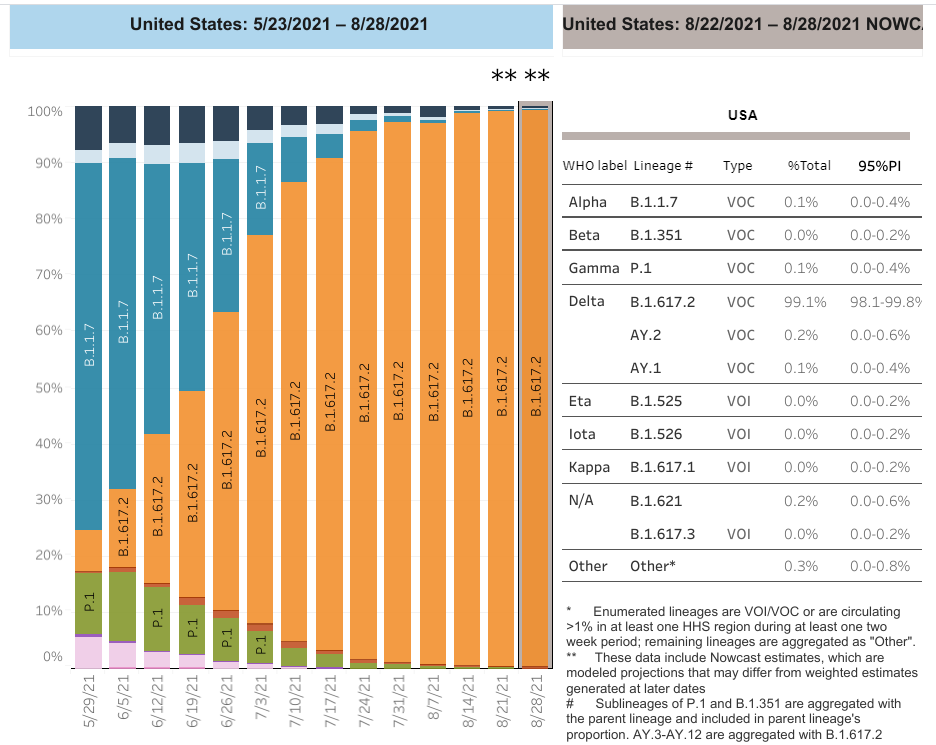 United States: 5/23/2021 – 8/28/2021
United States: 8/22/2021 – 8/28/2021 NOWC
** **
100%
90%
80%
70%
60%
50%
40%
30%
20%
10%
0%
B.1.1.7
B.1.1.7
B.1.1.7
B.1.1.7
B.1.1.7
B.1.1.7
B.1.617.2
B.1.617.2
B.1.617.2
B.1.617.2
B.1.617.2
B.1.617.2
B.1.617.2
B.1.617.2
B.1.617.2
B.1.617.2
B.1.617.2
B.1.617.2
B.1.617.2
P.1
P.1
P.1
P.1
P.1
5/29/21
6/5/21
6/12/21
6/19/21
6/26/21
7/3/21
7/10/21
7/17/21
7/24/21
7/31/21
8/7/21
8/14/21
8/21/21
8/28/21
USA
WHO label Lineage # Type %Total 95%PI
Alpha B.1.1.7 VOC 0.1% 0.0-0.4%
Beta B.1.351 VOC 0.0% 0.0-0.2%
Gamma P.1 VOC 0.1% 0.0-0.4%
Delta B.1.617.2 VOC 99.1% 98.1-99.8%
AY.2 VOC 0.2% 0.0-0.6%
AY.1 VOC 0.1% 0.0-0.4%
Eta B.1.525 VOI 0.0% 0.0-0.2%
Iota B.1.526 VOI 0.0% 0.0-0.2%
Kappa B.1.617.1 VOI 0.0% 0.0-0.2%
N/A B.1.621 0.2% 0.0-0.6%
B.1.617.3 VOI 0.0% 0.0-0.2%
Other Other* 0.3% 0.0-0.8%
* Enumerated lineages are VOI/VOC or are circulating
>1% in at least one HHS region during at least one two
week period; remaining lineages are aggregated as "Other".
** These data include Nowcast estimates, which are
modeled projections that may differ from weighted estimates
generated at later dates
# Sublineages of P.1 and B.1.351 are aggregated with
the parent lineage and included in parent lineage's
proportion. AY.3-AY.12 are aggregated with B.1.617.2